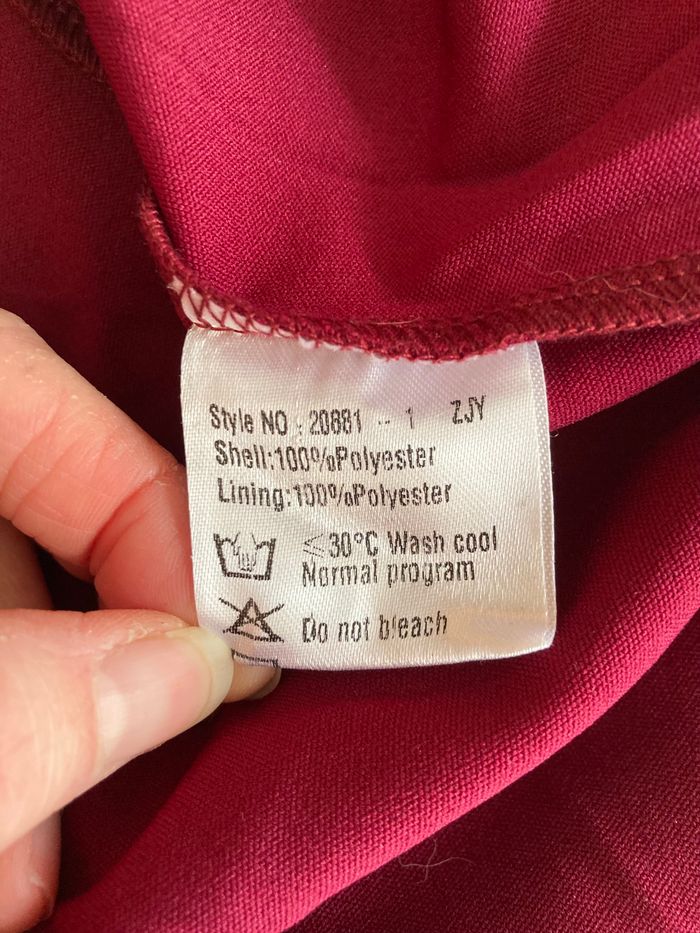 Style NO : 20881 -- 1 ZJY
Shell:100%Polyester
Lining:100%Polyester
≤30°C Wash cool
Normal program
Do not bleach